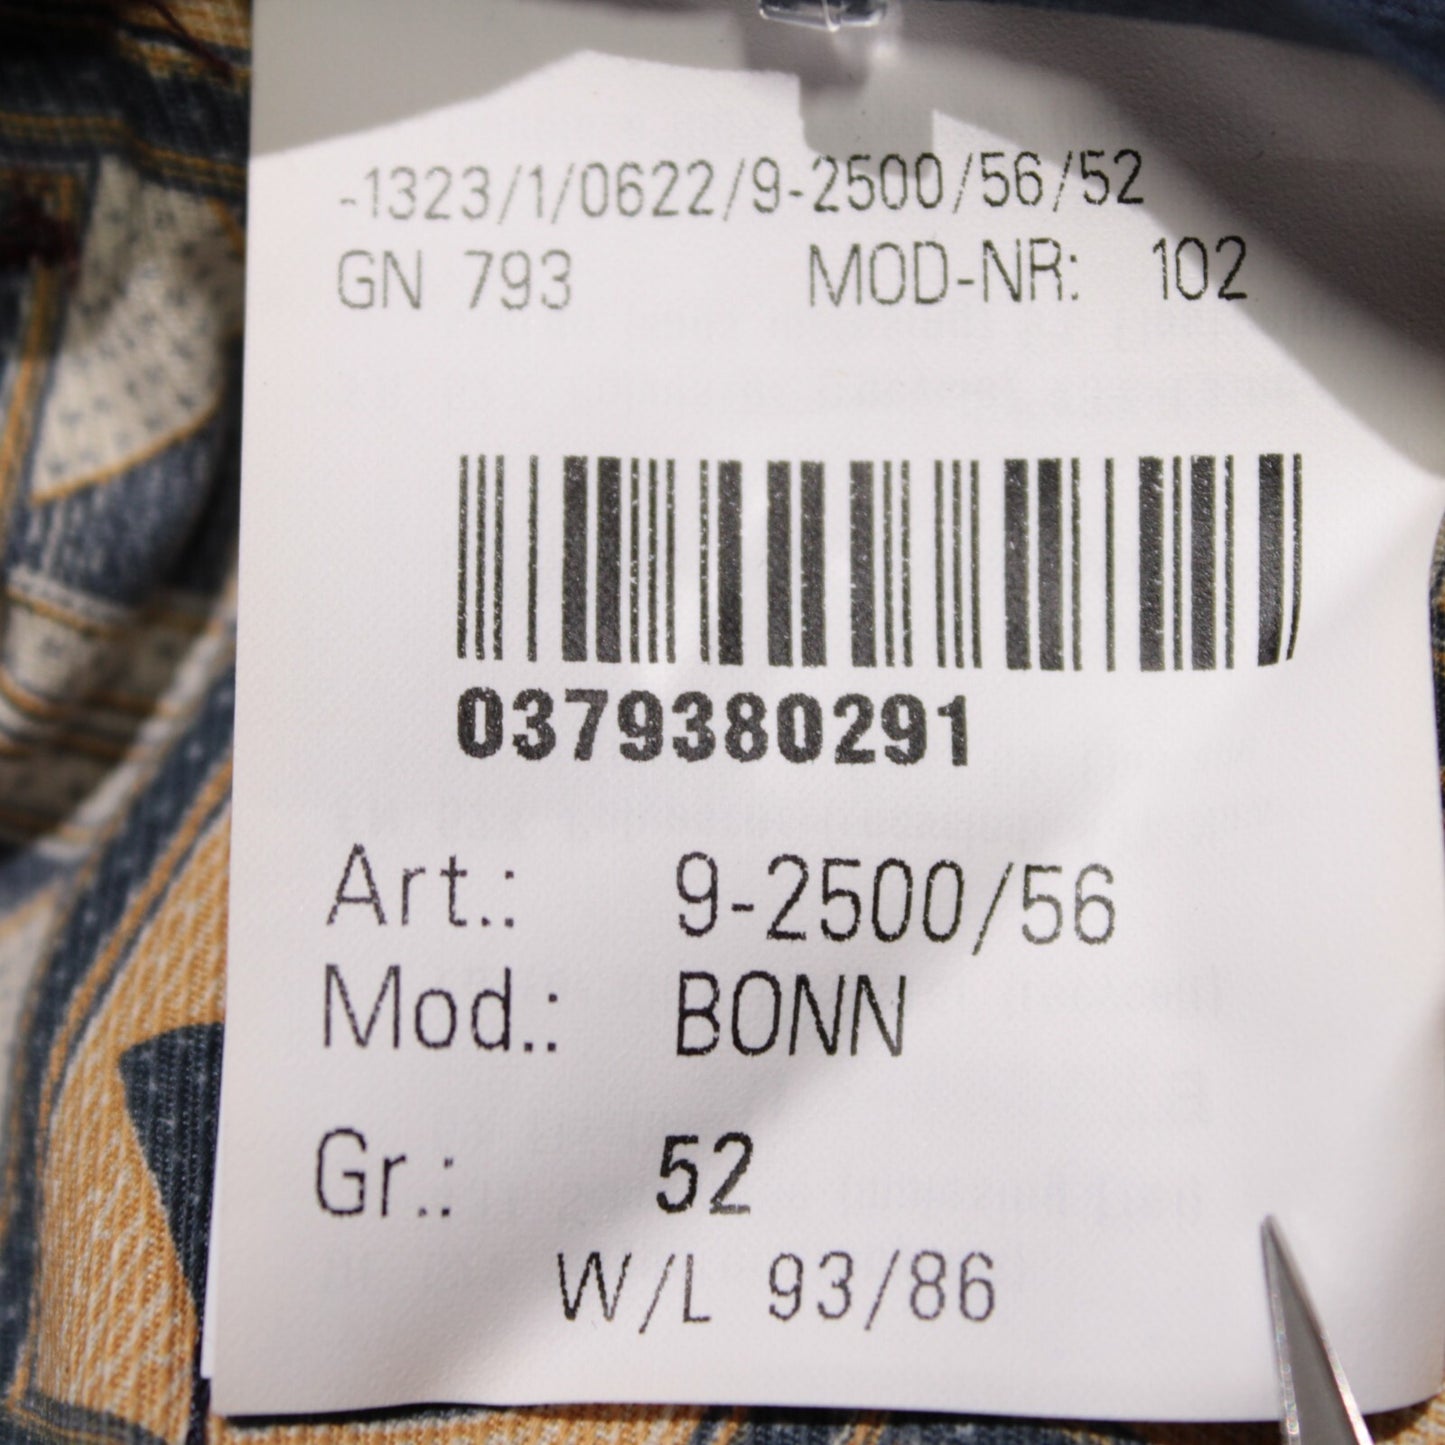 -1323/1/0622/9-2500/56/52
GN 793 MOD-NR: 102
0379380291
Art.: 9-2500/56
Mod.: BONN
Gr.: 52
W/L 93/86